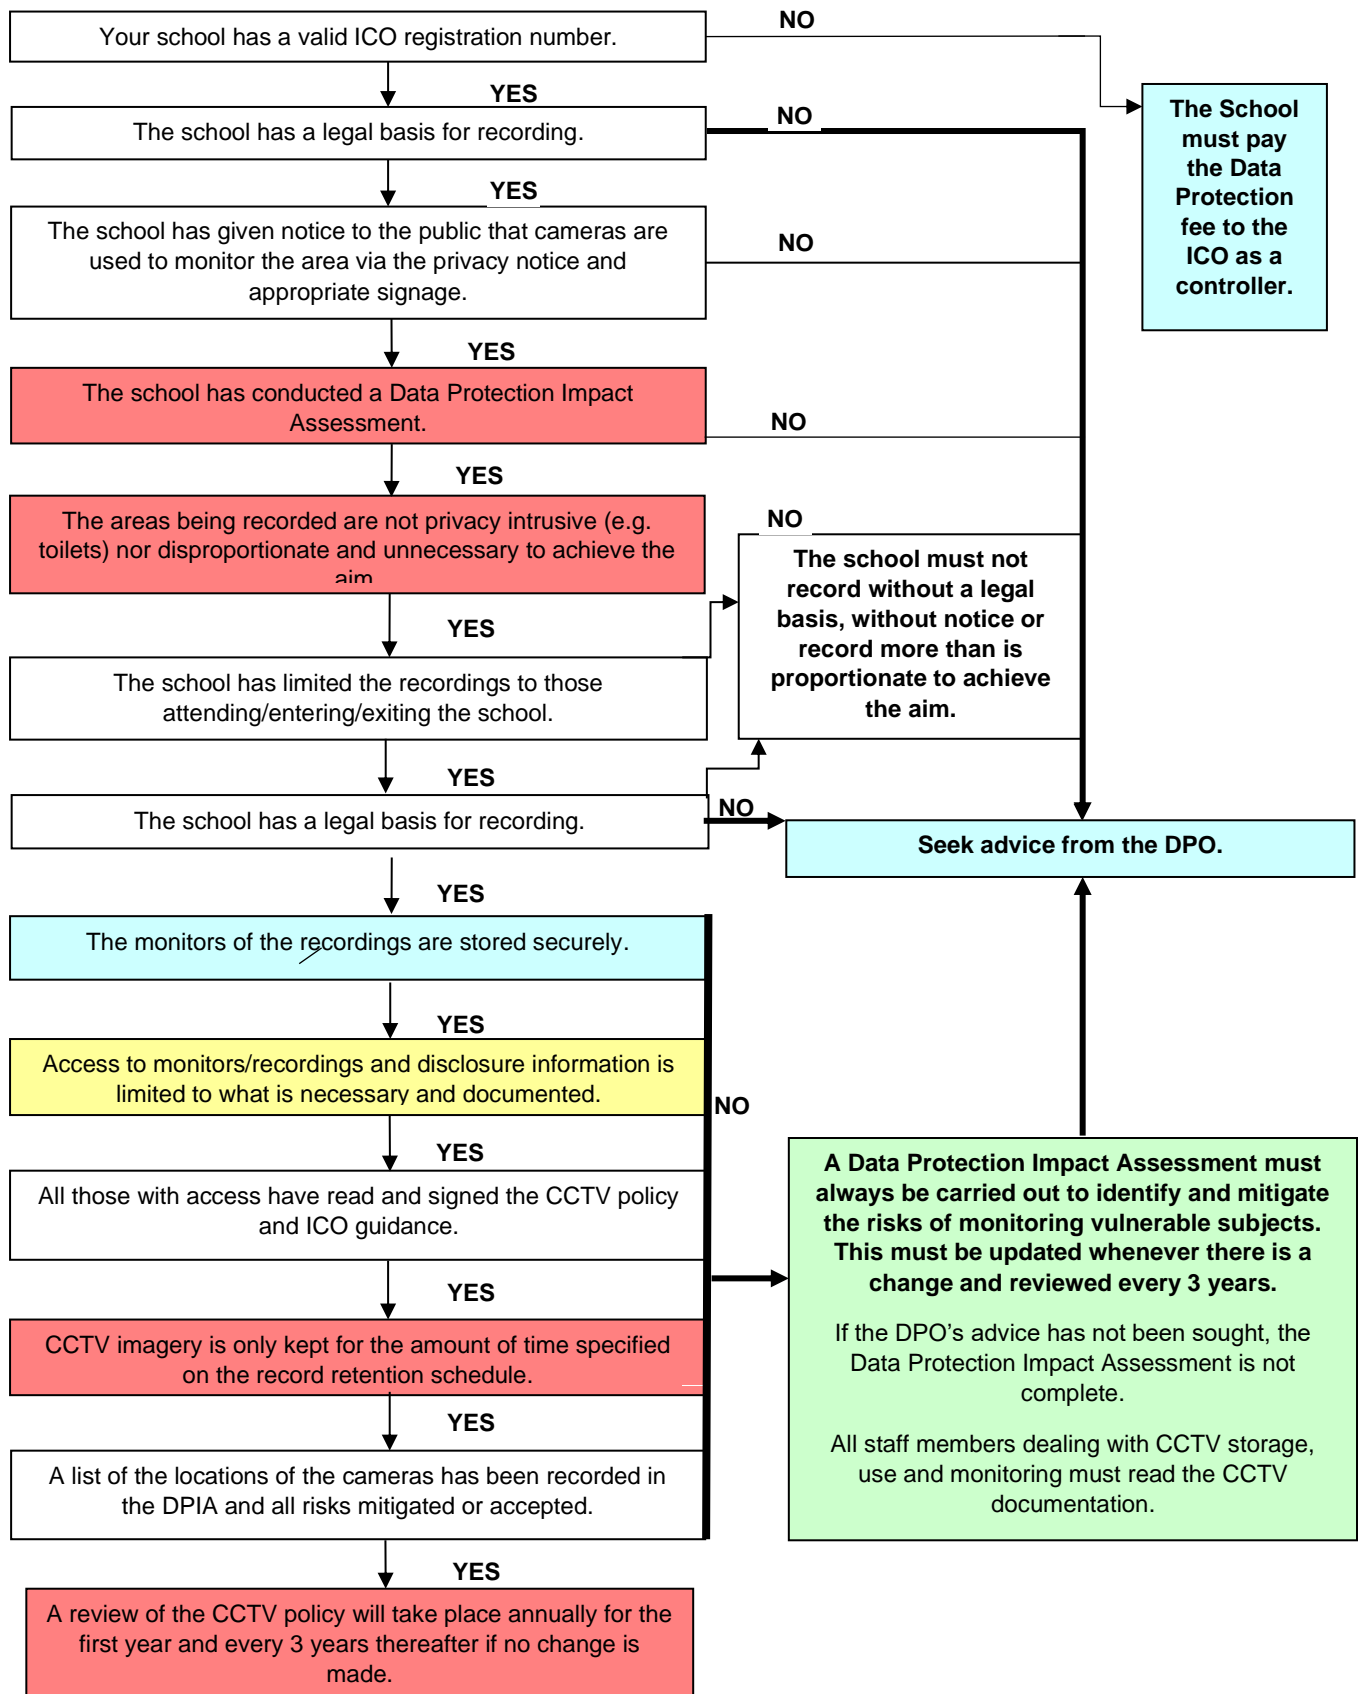 Your school has a valid ICO registration number.
NO
YES
The School
must pay
the Data
Protection
fee to the
ICO as a
controller.
The school has a legal basis for recording.
NO
YES
The school has given notice to the public that cameras are
used to monitor the area via the privacy notice and
appropriate signage.
NO
YES
The school has conducted a Data Protection Impact
Assessment.
NO
YES
The areas being recorded are not privacy intrusive (e.g.
toilets) nor disproportionate and unnecessary to achieve the
aim
NO
The school must not
record without a legal
basis, without notice or
record more than is
proportionate to achieve
the aim.
YES
The school has limited the recordings to those
attending/entering/exiting the school.
YES
The school has a legal basis for recording.
NO
Seek advice from the DPO.
YES
The monitors of the recordings are stored securely.
YES
Access to monitors/recordings and disclosure information is
limited to what is necessary and documented.
NO
YES
All those with access have read and signed the CCTV policy
and ICO guidance.
YES
CCTV imagery is only kept for the amount of time specified
on the record retention schedule.
YES
A list of the locations of the cameras has been recorded in
the DPIA and all risks mitigated or accepted.
A Data Protection Impact Assessment must
always be carried out to identify and mitigate
the risks of monitoring vulnerable subjects.
This must be updated whenever there is a
change and reviewed every 3 years.
If the DPO's advice has not been sought, the
Data Protection Impact Assessment is not
complete.
All staff members dealing with CCTV storage,
use and monitoring must read the CCTV
documentation.
YES
A review of the CCTV policy will take place annually for the
first year and every 3 years thereafter if no change is
made.